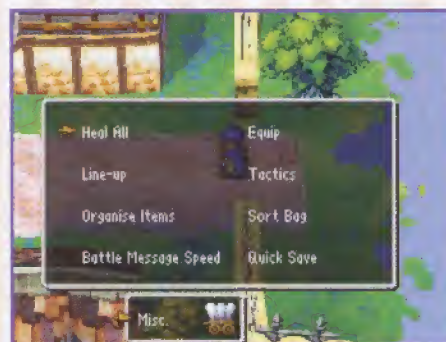 Heal All Equip
Line-up Tactics
Organise Items Sort Bag
Battle Message Speed Quick Save
Misc.